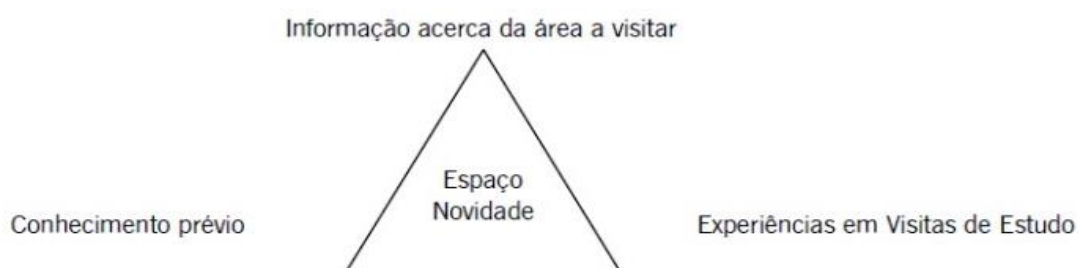 Informação acerca da área a visitar
Espaço
Novidade
Conhecimento prévio
Experiências em Visitas de Estudo